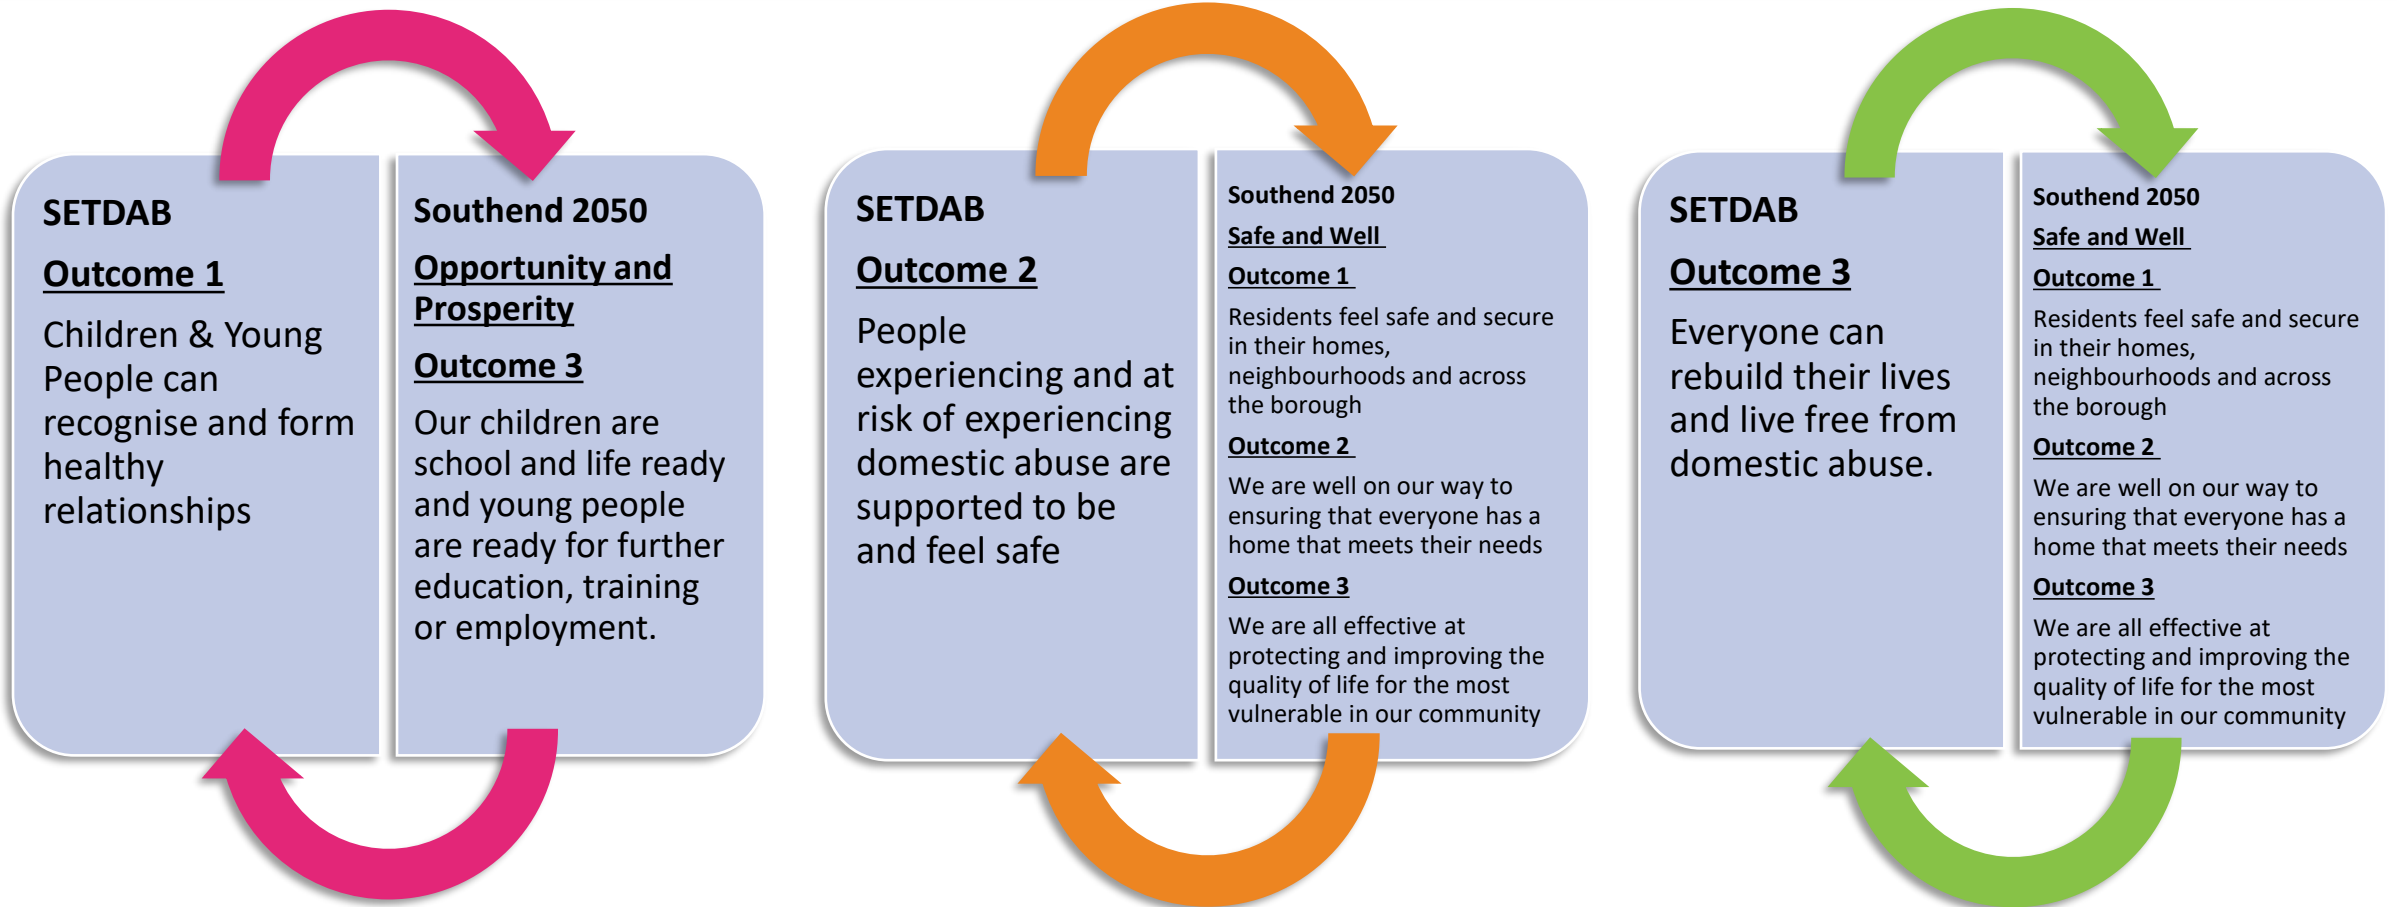 SETDAB
Outcome 1
Children & Young
People can
recognise and form
healthy
relationships
Southend 2050
Opportunity and
Prosperity
Outcome 3
Our children are
school and life ready
and young people
are ready for further
education, training
or employment.
SETDAB
Outcome 2
People
experiencing and at
risk of experiencing
domestic abuse are
supported to be
and feel safe
Southend 2050
Safe and Well
Outcome 1
Residents feel safe and secure
in their homes,
neighbourhoods and across
the borough
Outcome 2
We are well on our way to
ensuring that everyone has a
home that meets their needs
Outcome 3
We are all effective at
protecting and improving the
quality of life for the most
vulnerable in our community
SETDAB
Outcome 3
Everyone can
rebuild their lives
and live free from
domestic abuse.
Southend 2050
Safe and Well
Outcome 1
Residents feel safe and secure
in their homes,
neighbourhoods and across
the borough
Outcome 2
We are well on our way to
ensuring that everyone has a
home that meets their needs
Outcome 3
We are all effective at
protecting and improving the
quality of life for the most
vulnerable in our community